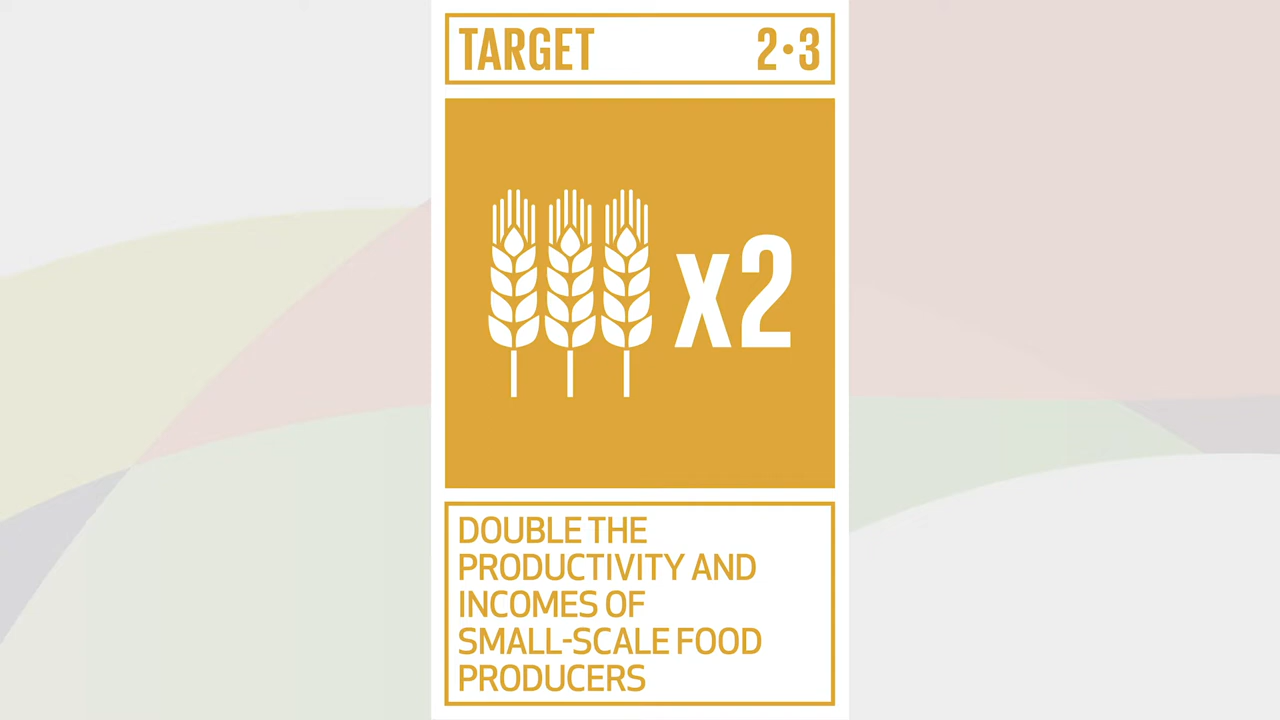 TARGET 2·3
x2
DOUBLE THE
PRODUCTIVITY AND
INCOMES OF
SMALL-SCALE FOOD
PRODUCERS